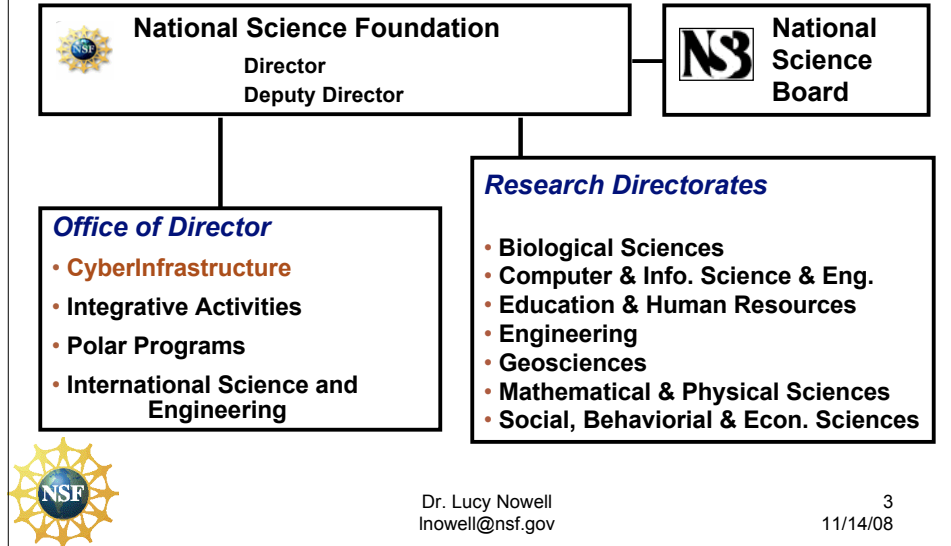 NSF
National Science Foundation
Director
Deputy Director
NSB
National
Science
Board
Office of Director
• CyberInfrastructure
• Integrative Activities
• Polar Programs
• International Science and
Engineering
Research Directorates
• Biological Sciences
• Computer & Info. Science & Eng.
• Education & Human Resources
• Engineering
• Geosciences
• Mathematical & Physical Sciences
• Social, Behaviorial & Econ. Sciences
NSF
Dr. Lucy Nowell
lnowell@nsf.gov
3
11/14/08